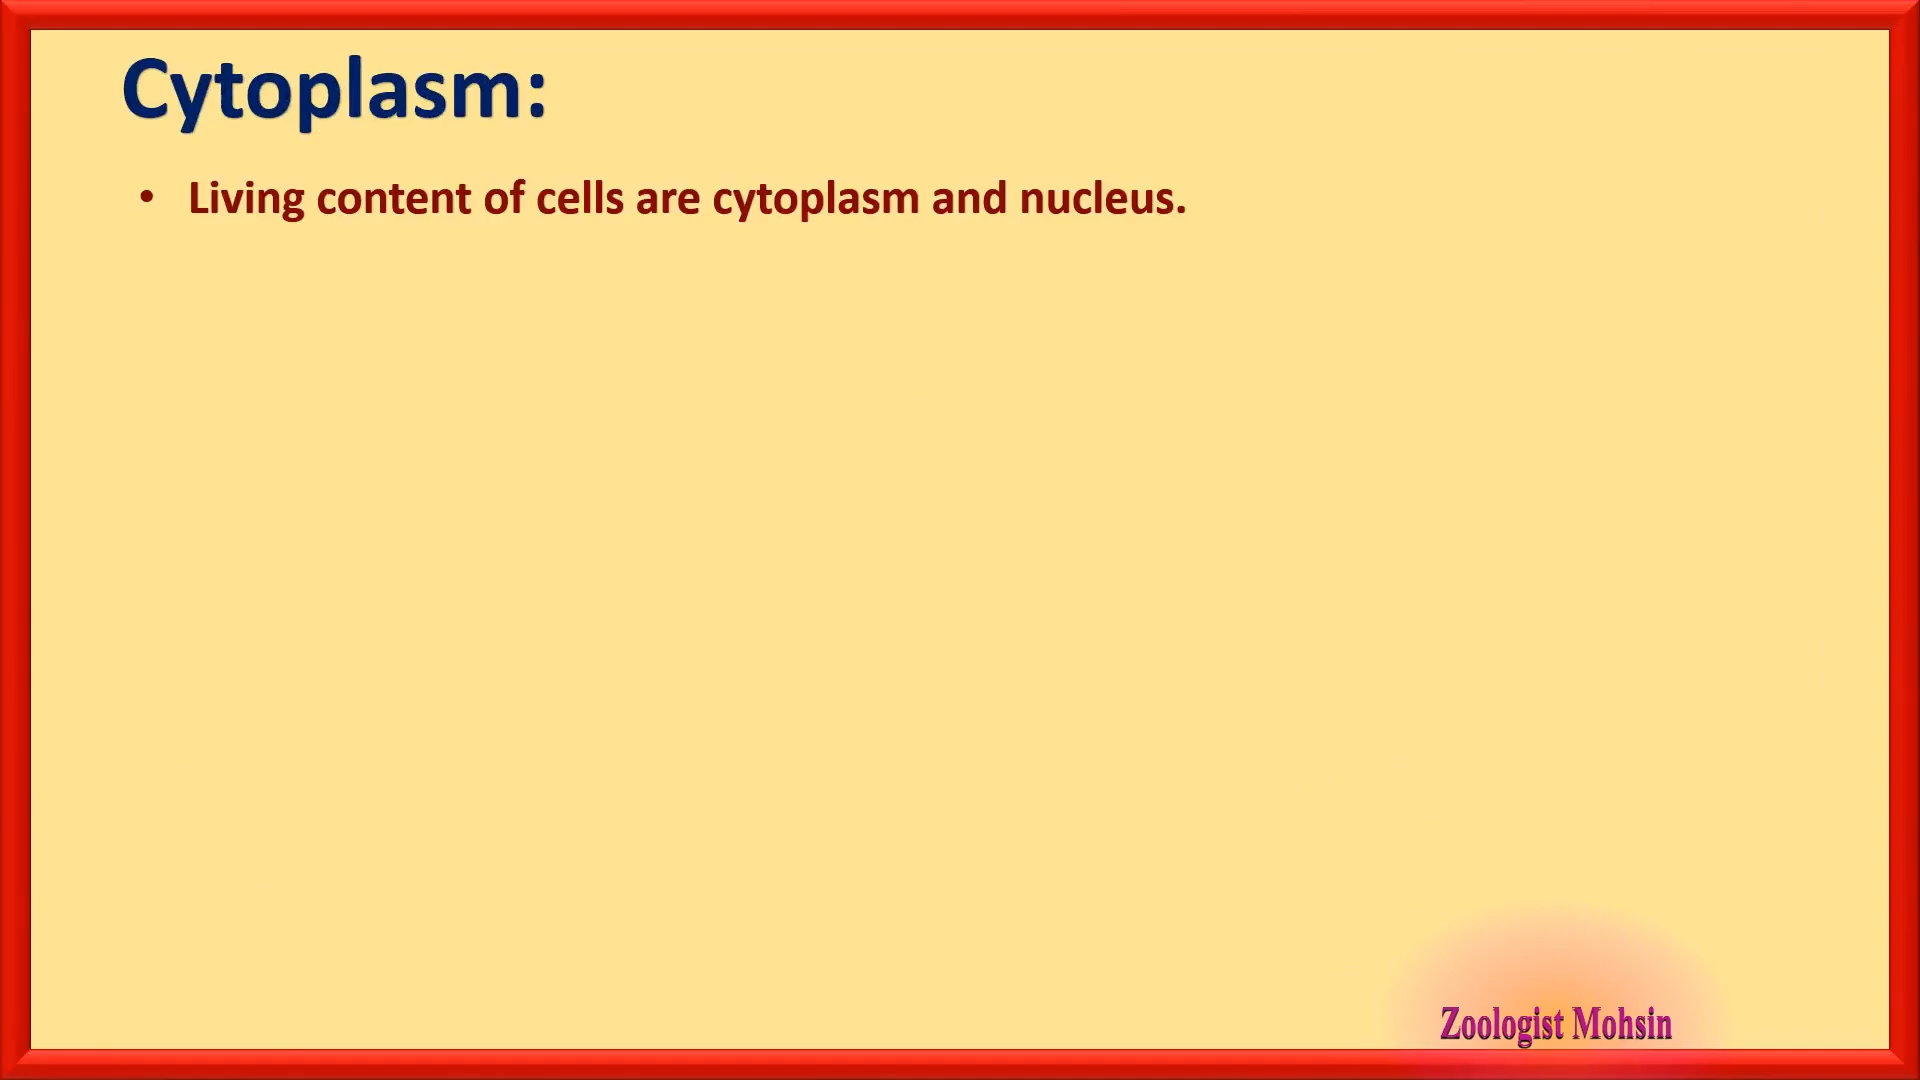 Cytoplasm:
• Living content of cells are cytoplasm and nucleus.
Zoologist Mohsin